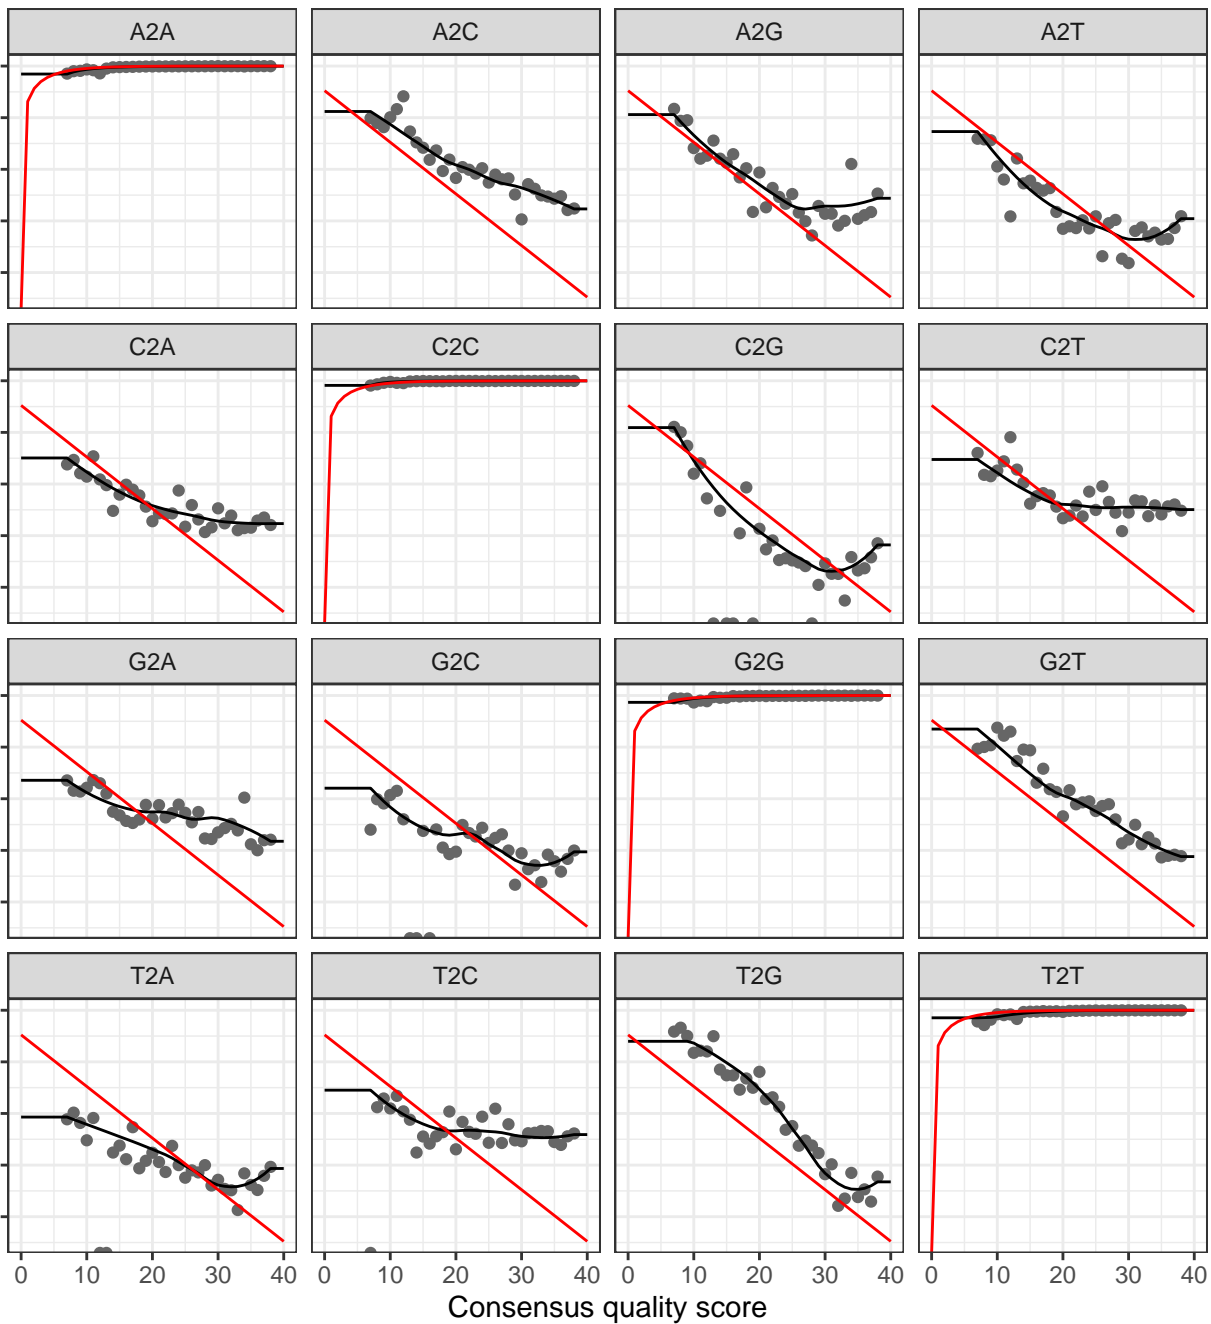 A2A A2C A2G A2T
C2A C2C C2G C2T
G2A G2C G2G G2T
T2A T2C T2G T2T
0 10 20 30 40 0 10 20 30 40 0 10 20 30 40 0 10 20 30 40
Consensus quality score